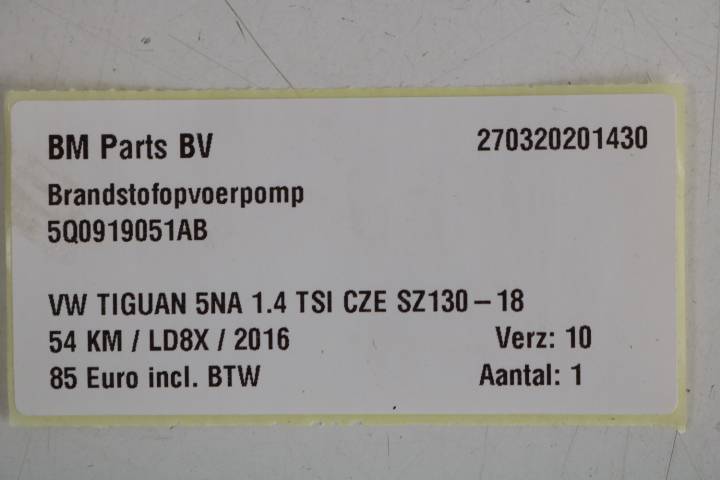 BM Parts BV 270320201430
Brandstofopvoerpomp
5Q0919051AB
VW TIGUAN 5NA 1.4 TSI CZE SZ130 – 18
54 KM / LD8X / 2016 Verz: 10
85 Euro incl. BTW Aantal: 1